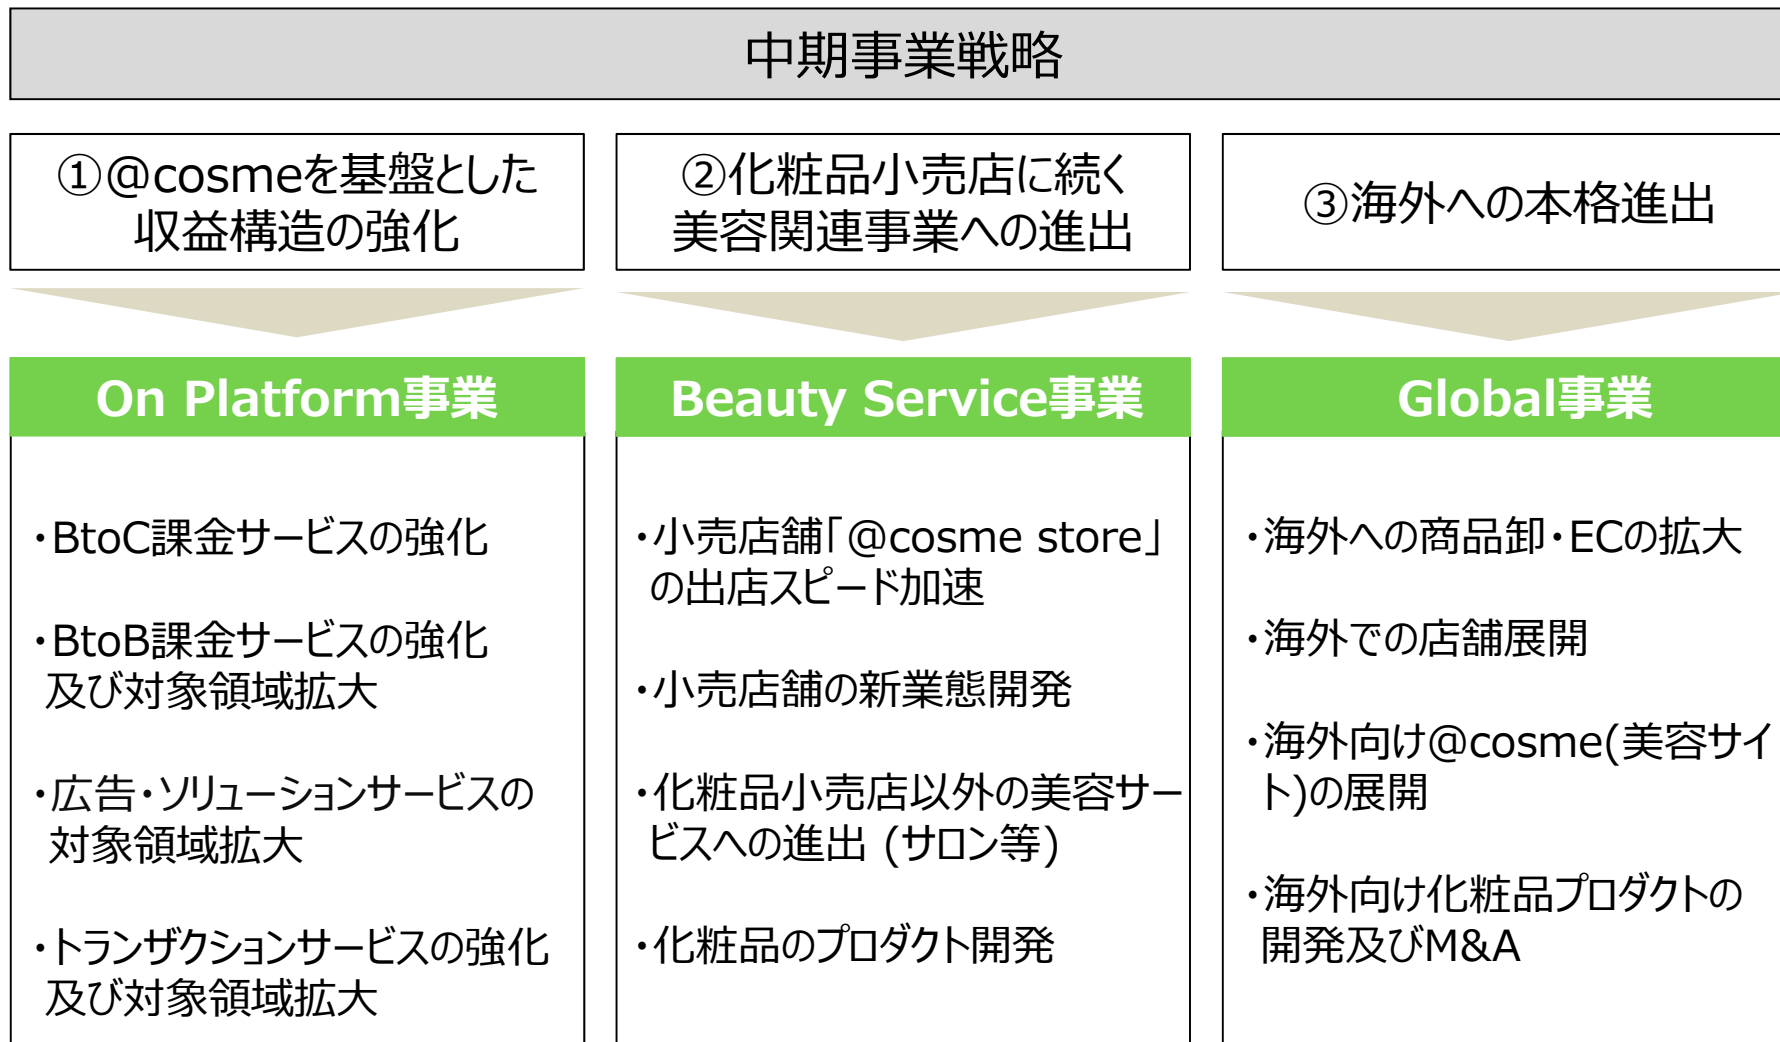 中期事業戦略
①@cosmeを基盤とした
収益構造の強化
②化粧品小売店に続く
美容関連事業への進出
③海外への本格進出
On Platform事業
・BtoC課金サービスの強化
・BtoB課金サービスの強化
及び対象領域拡大
・広告・ソリューションサービスの
対象領域拡大
・トランザクションサービスの強化
及び対象領域拡大
Beauty Service事業
・小売店舗「@cosme store」
の出店スピード加速
・小売店舗の新業態開発
・化粧品小売店以外の美容サー
ビスへの進出 (サロン等)
・化粧品のプロダクト開発
Global事業
・海外への商品卸・ECの拡大
・海外での店舗展開
・海外向け@cosme(美容サイ
ト)の展開
・海外向け化粧品プロダクトの
開発及びM&A